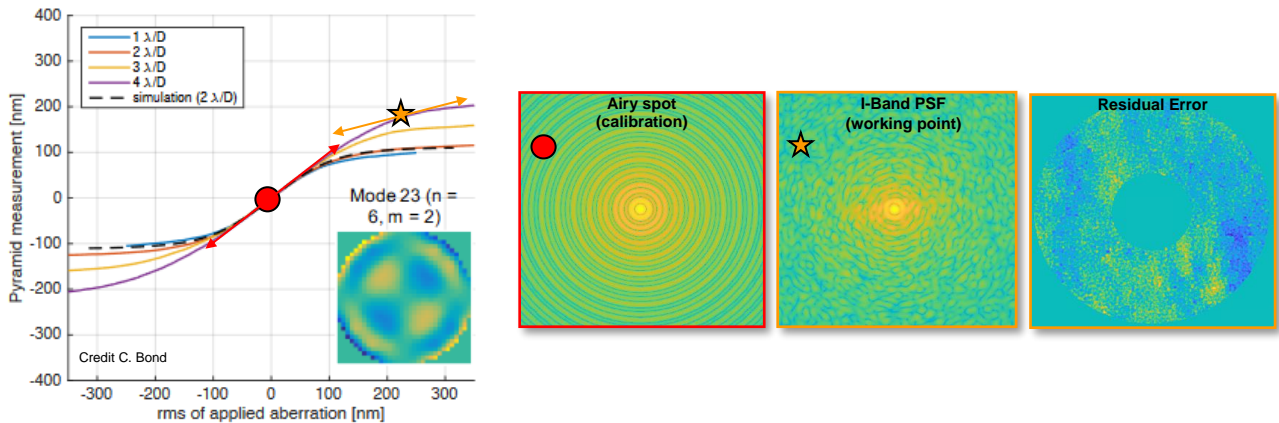 400
300
200
100
0
-100
-200
-300
-400
Pyramid measurement [nm]
1 λ/D
2 λ/D
3 λ/D
4 λ/D
simulation (2 λ/D)
Mode 23 (n =
6, m = 2)
Credit C. Bond
-300 -200 -100 0 100 200 300
rms of applied aberration [nm]
Airy spot
(calibration)
I-Band PSF
(working point)
Residual Error